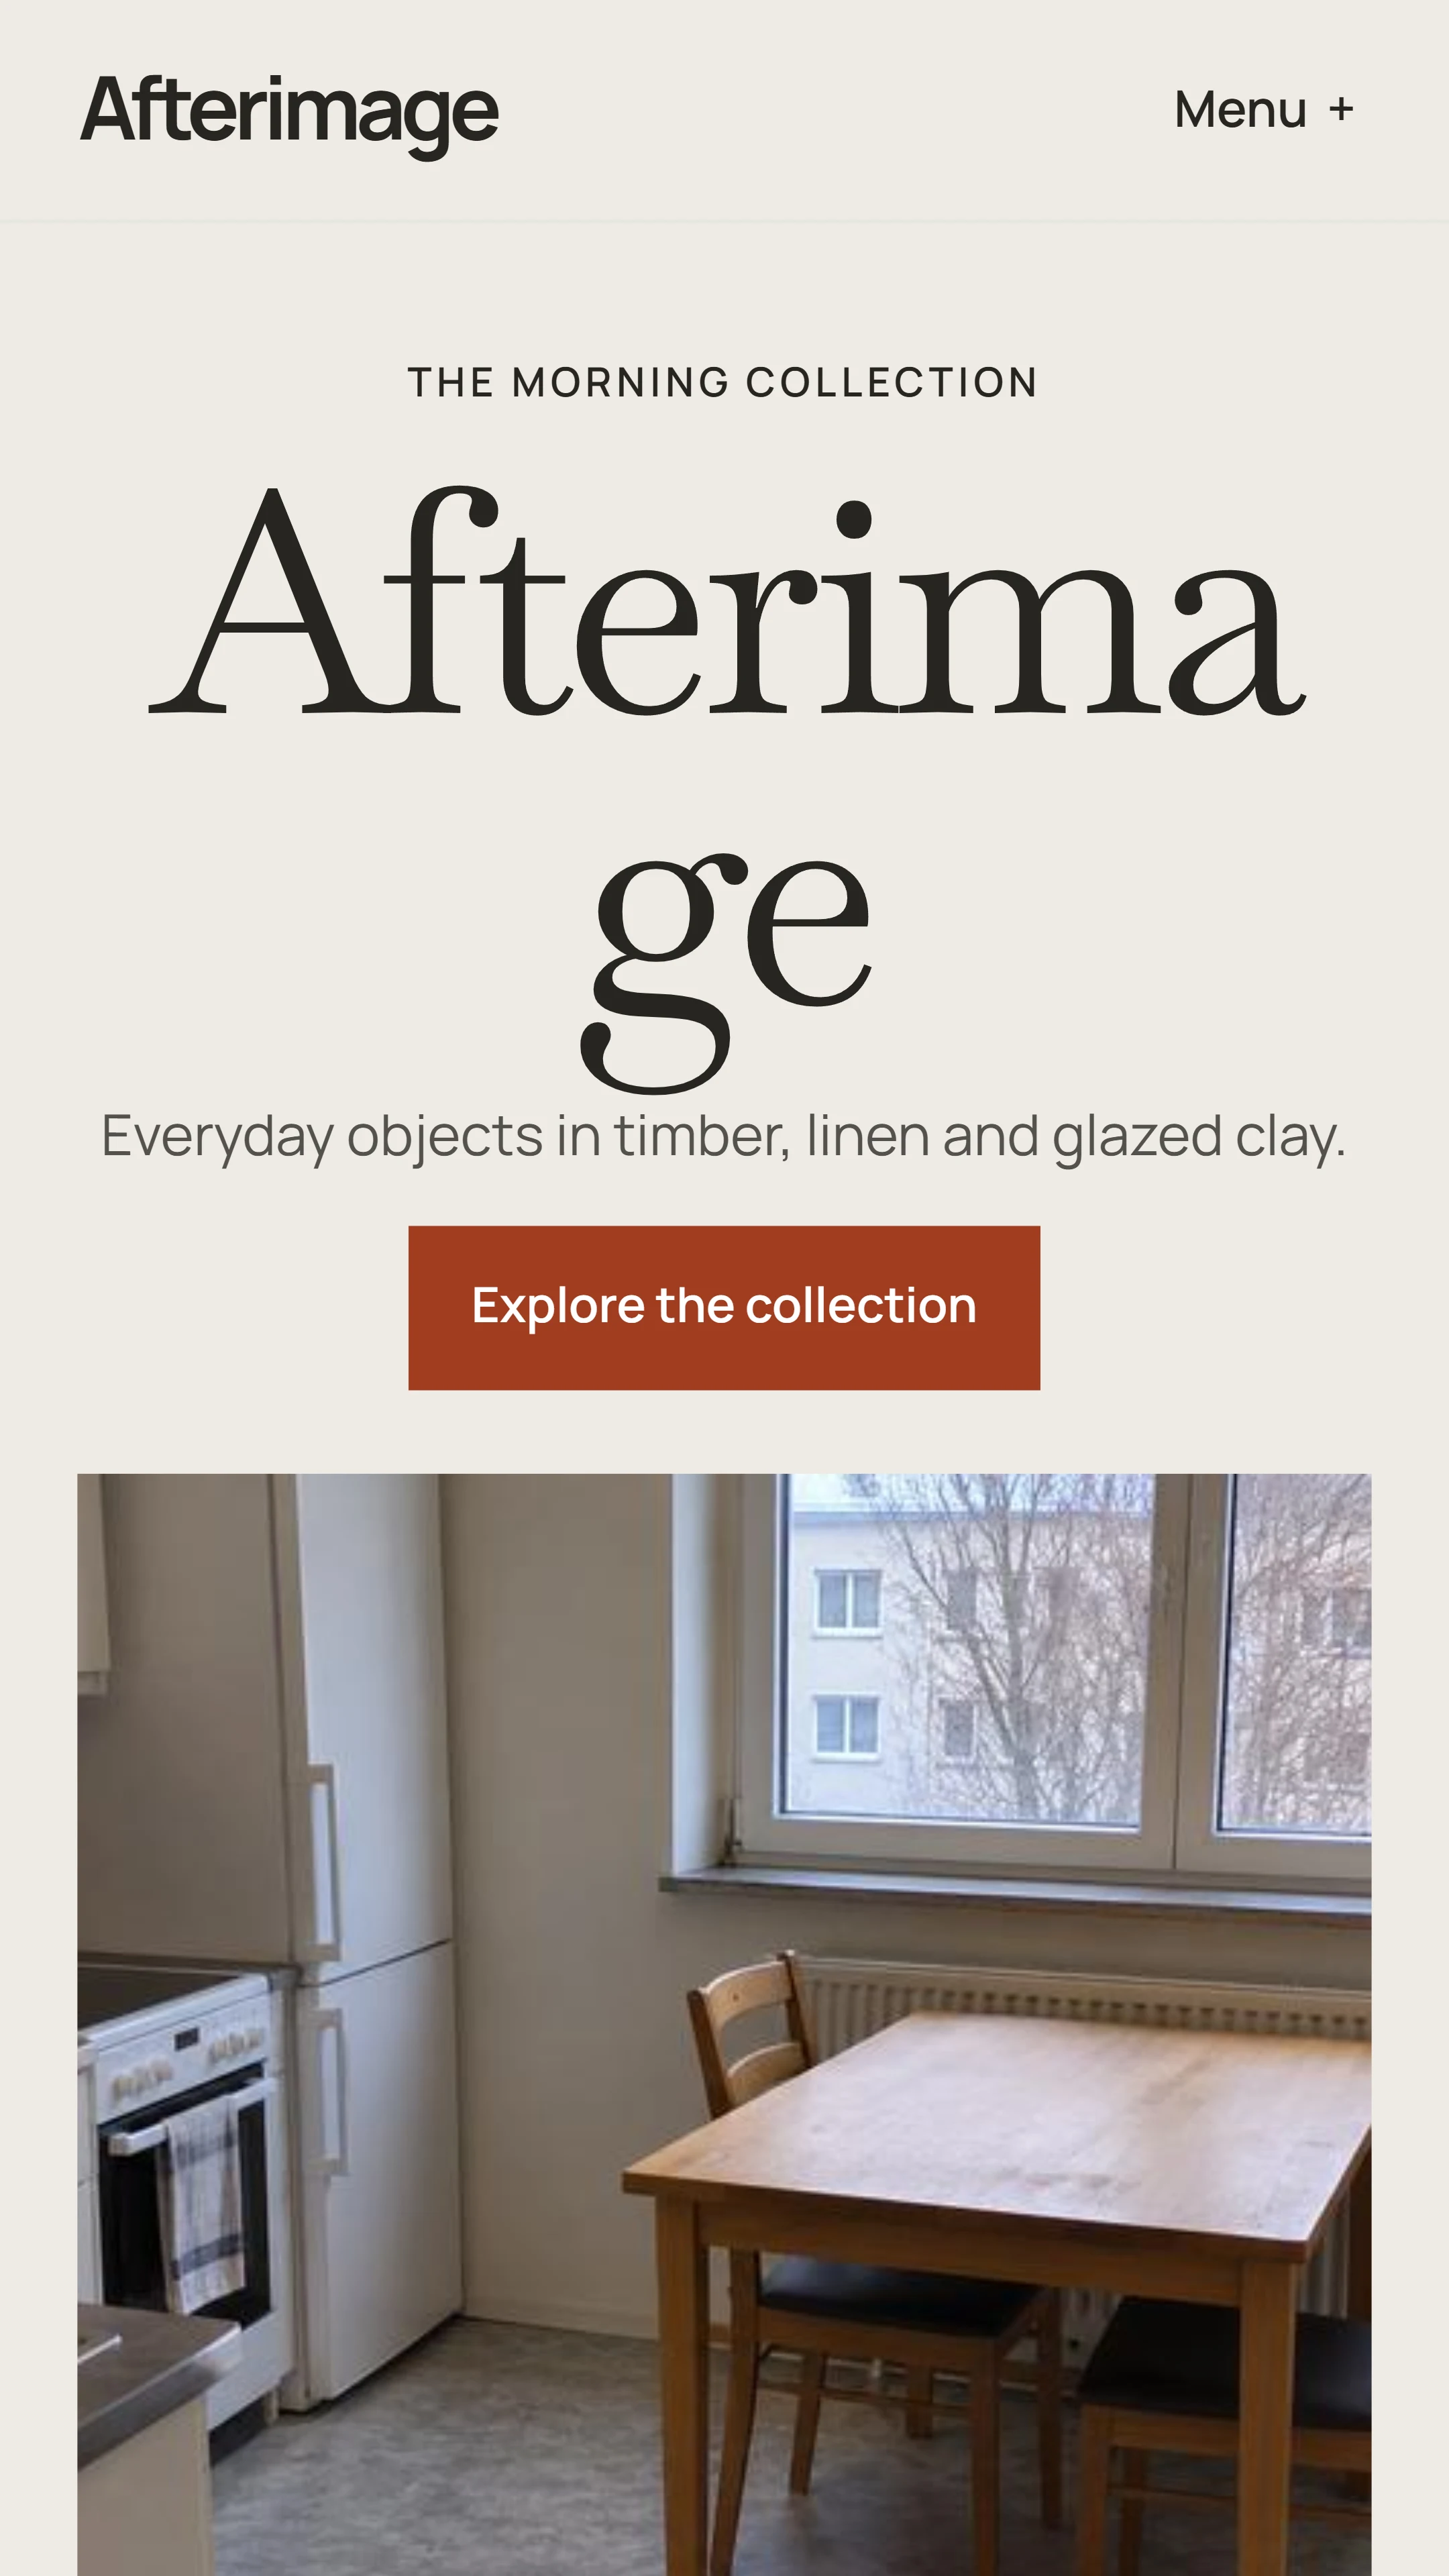 Afterimage
Menu +
THE MORNING COLLECTION
Afterima
ge
Everyday objects in timber, linen and glazed clay.
Explore the collection